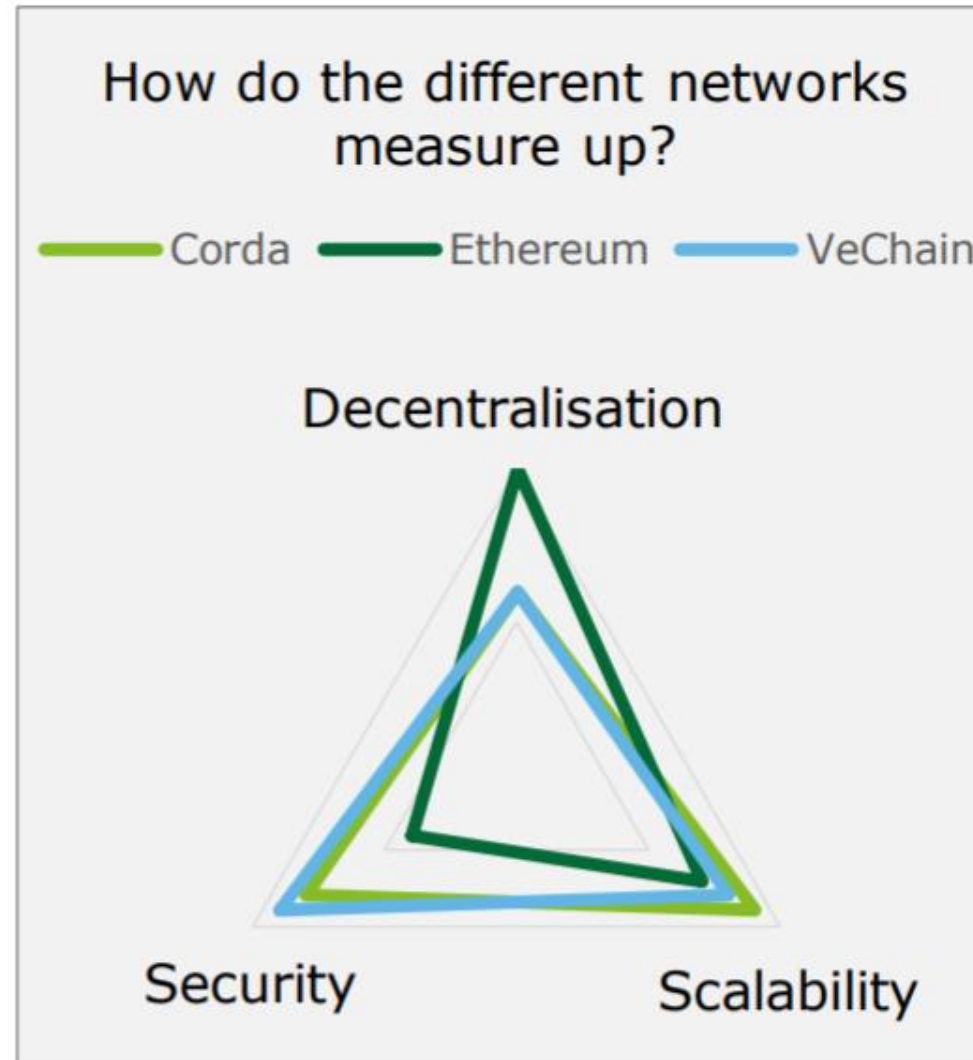 How do the different networks
measure up?
Corda Ethereum VeChain
Decentralisation
Security
Scalability